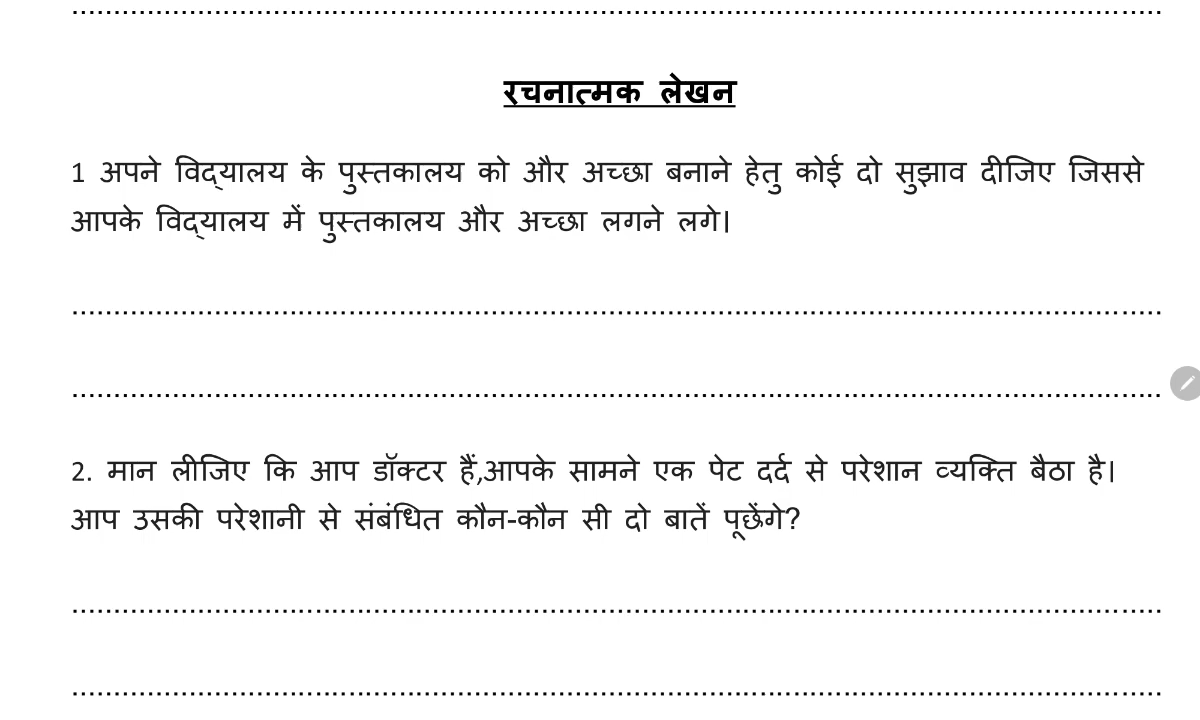 ...............................................................................................................................
रचनात्मक लेखन
1 अपने विद्यालय के पुस्तकालय को और अच्छा बनाने हेतु कोई दो सुझाव दीजिए जिससे
आपके विद्यालय में पुस्तकालय और अच्छा लगने लगे।
...............................................................................................................................
...............................................................................................................................
2. मान लीजिए कि आप डॉक्टर हैं,आपके सामने एक पेट दर्द से परेशान व्यक्ति बैठा है।
आप उसकी परेशानी से संबंधित कौन-कौन सी दो बातें पूछेंगे?
...............................................................................................................................
...............................................................................................................................